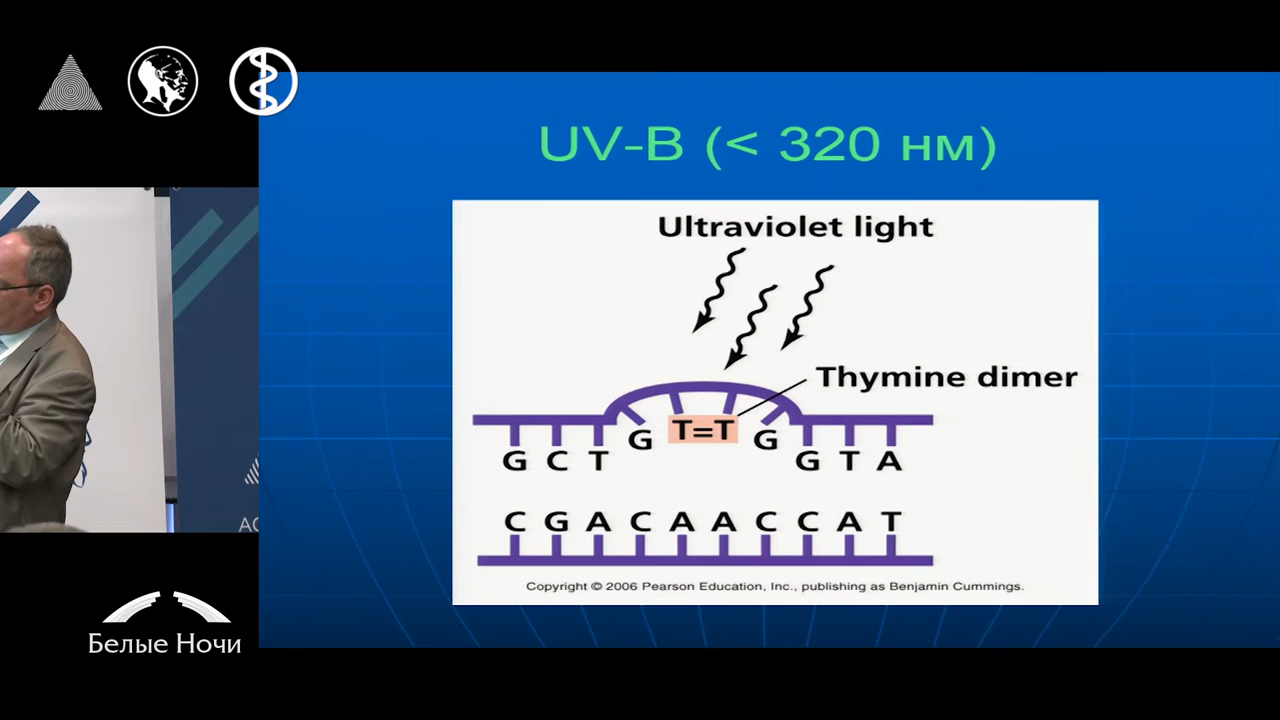 UV-B (< 320 нм)
Ultraviolet light
Thymine dimer
T=T
G G
G C T G T A
C G A C A A C C A T
Copyright © 2006 Pearson Education, Inc., publishing as Benjamin Cummings.
Белые Ночи